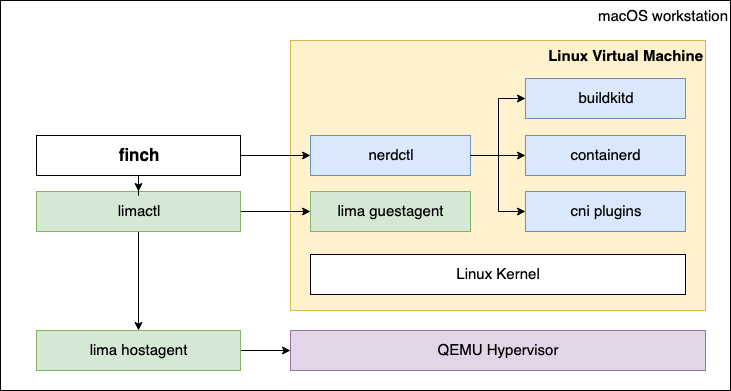 macOS workstation
Linux Virtual Machine
buildkitd
finch
nerdctl
containerd
limactl
lima guestagent
cni plugins
Linux Kernel
lima hostagent
QEMU Hypervisor